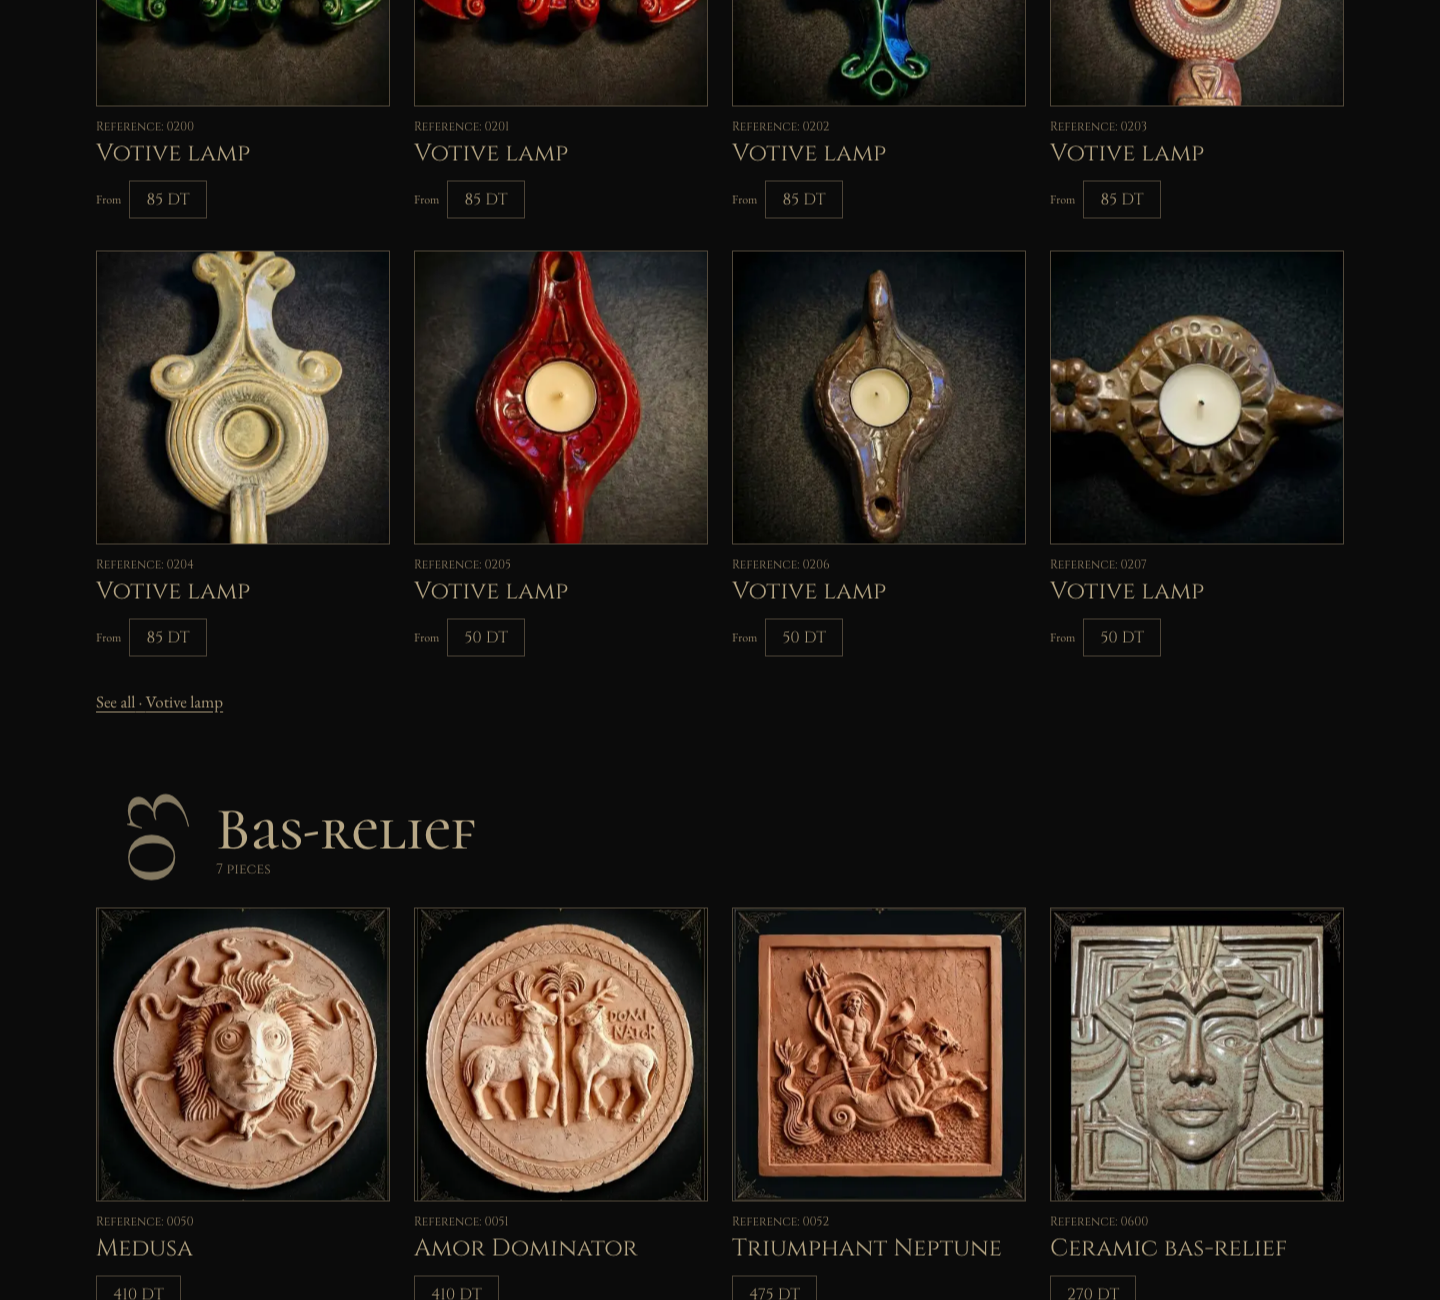 Reference: 0200
Reference: 0201
Reference: 0202
Reference: 0203
Votive lamp
Votive lamp
Votive lamp
Votive lamp
From 85 DT
From 85 DT
From 85 DT
From 85 DT
Reference: 0204
Reference: 0205
Reference: 0206
Reference: 0207
Votive lamp
Votive lamp
Votive lamp
Votive lamp
From 85 DT
From 50 DT
From 50 DT
From 50 DT
See all · Votive lamp
03
Bas-relief
7 pieces
AMOR
DOMI
NATOR
Reference: 0050
Reference: 0051
Reference: 0052
Reference: 0600
Medusa
Amor Dominator
Triumphant Neptune
Ceramic bas-relief
410 DT
410 DT
475 DT
270 DT